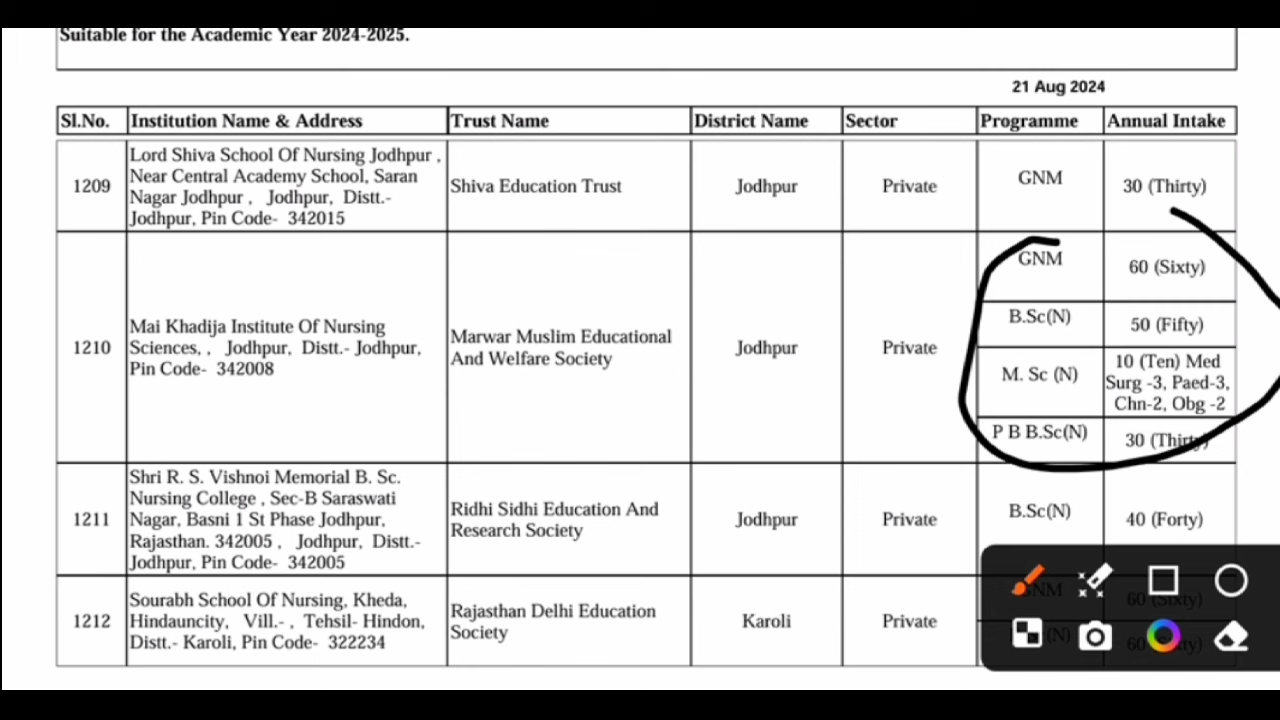 Suitable for the Academic Year 2024-2025.
21 Aug 2024
Sl.No. Institution Name & Address Trust Name District Name Sector Programme Annual Intake
1209
Lord Shiva School Of Nursing Jodhpur ,
Near Central Academy School, Saran
Nagar Jodhpur , Jodhpur, Distt.-
Jodhpur, Pin Code- 342015
Shiva Education Trust
Jodhpur
Private
GNM
30 (Thirty)
1210
Mai Khadija Institute Of Nursing
Sciences, , Jodhpur, Distt.- Jodhpur,
Pin Code- 342008
Marwar Muslim Educational
And Welfare Society
Jodhpur
Private
GNM
60 (Sixty)
B.Sc(N)
50 (Fifty)
M. Sc (N)
10 (Ten) Med
Surg -3, Paed-3,
Chn-2, Obg -2
P B B.Sc(N)
30 (Thirty)
1211
Shri R. S. Vishnoi Memorial B. Sc.
Nursing College , Sec-B Saraswati
Nagar, Basni 1 St Phase Jodhpur,
Rajasthan. 342005 , Jodhpur, Distt.-
Jodhpur, Pin Code- 342005
Ridhi Sidhi Education And
Research Society
Jodhpur
Private
B.Sc(N)
40 (Forty)
1212
Sourabh School Of Nursing, Kheda,
Hindauncity, Vill.- , Tehsil- Hindon,
Distt.- Karoli, Pin Code- 322234
Rajasthan Delhi Education
Society
Karoli
Private
GNM
60 (Sixty)
(N)
60 (Sixty)